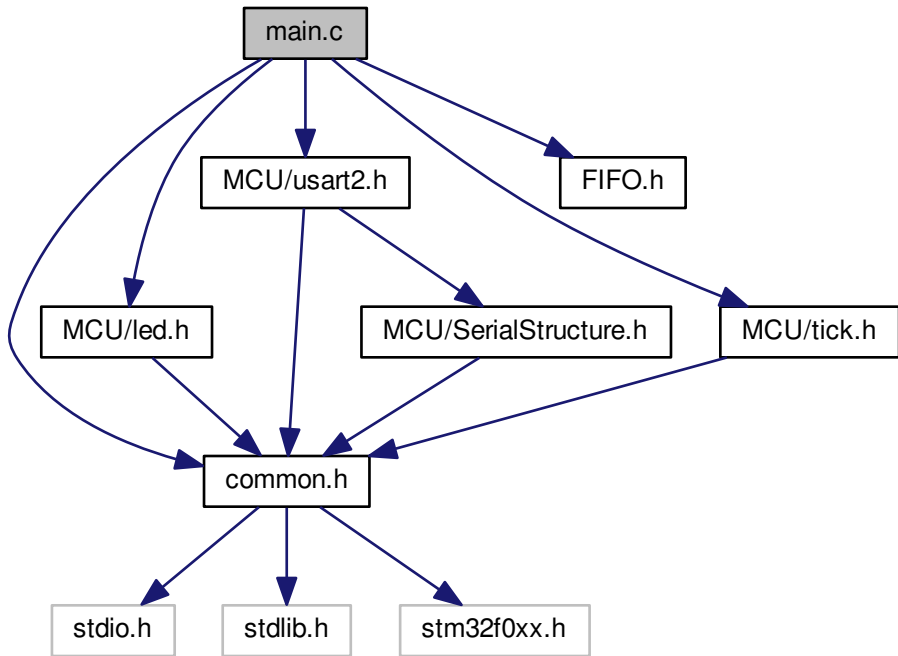 main.c
MCU/usart2.h
FIFO.h
MCU/led.h
MCU/SerialStructure.h
MCU/tick.h
common.h
stdio.h
stdlib.h
stm32f0xx.h